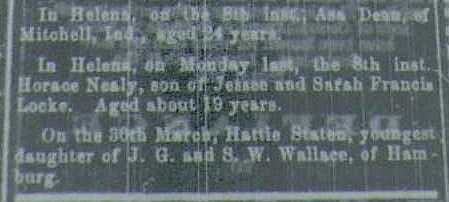 In Helena, on the 8th inst., Asa Dean, of
Mitchell, Ind., aged 24 years.
In Helena, on Monday last, the 8th inst.
Horace Nealy, son of Jessee and Sarah Francis
Locke. Aged about 19 years.
On the 30th March, Hattie Staten, youngest
daughter of J. G. and S. W. Wallace, of Ham-
burg.